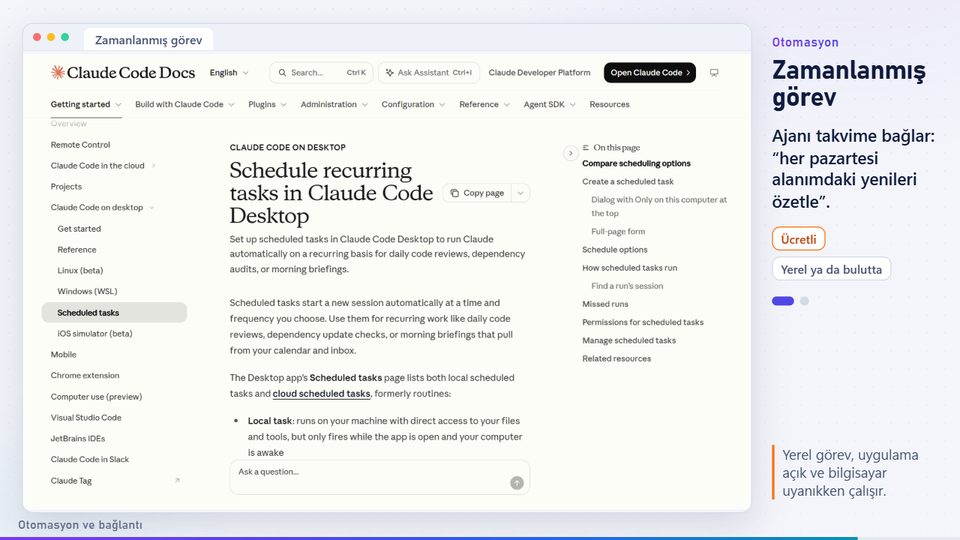 Zamanlanmış görev
Claude Code Docs
English
Search...
Ctrl K
Ask Assistant Ctrl+I
Claude Developer Platform
Open Claude Code
Getting started
Build with Claude Code
Plugins
Administration
Configuration
Reference
Agent SDK
Resources
Overview
Remote Control
Claude Code in the cloud
Projects
Claude Code on desktop
Get started
Reference
Linux (beta)
Windows (WSL)
Scheduled tasks
iOS simulator (beta)
Mobile
Chrome extension
Computer use (preview)
Visual Studio Code
JetBrains IDEs
Claude Code in Slack
Claude Tag
CLAUDE CODE ON DESKTOP
Schedule recurring
tasks in Claude Code
Desktop
Copy page
Set up scheduled tasks in Claude Code Desktop to run Claude
automatically on a recurring basis for daily code reviews, dependency
audits, or morning briefings.
Scheduled tasks start a new session automatically at a time and
frequency you choose. Use them for recurring work like daily code
reviews, dependency update checks, or morning briefings that pull
from your calendar and inbox.
The Desktop app's Scheduled tasks page lists both local scheduled
tasks and cloud scheduled tasks, formerly routines:
• Local task: runs on your machine with direct access to your files
and tools, but only fires while the app is open and your computer
is awake
Ask a question...
On this page
Compare scheduling options
Create a scheduled task
Dialog with Only on this computer at
the top
Full-page form
Schedule options
How scheduled tasks run
Find a run's session
Missed runs
Permissions for scheduled tasks
Manage scheduled tasks
Related resources
Otomasyon
Zamanlanmış
görev
Ajanı takvime bağlar:
“her pazartesi
alanımdaki yenileri
özetle”.
Ücretli
Yerel ya da bulutta
Yerel görev, uygulama
açık ve bilgisayar
uyanıkken çalışır.
Otomasyon ve bağlantı